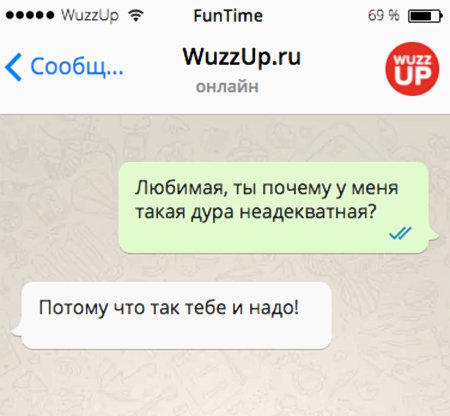 WuzzUp FunTime 69 %
Сообщ... WuzzUp.ru
онлайн
WUZZ
UP
Любимая, ты почему у меня
такая дура неадекватная?
Потому что так тебе и надо!